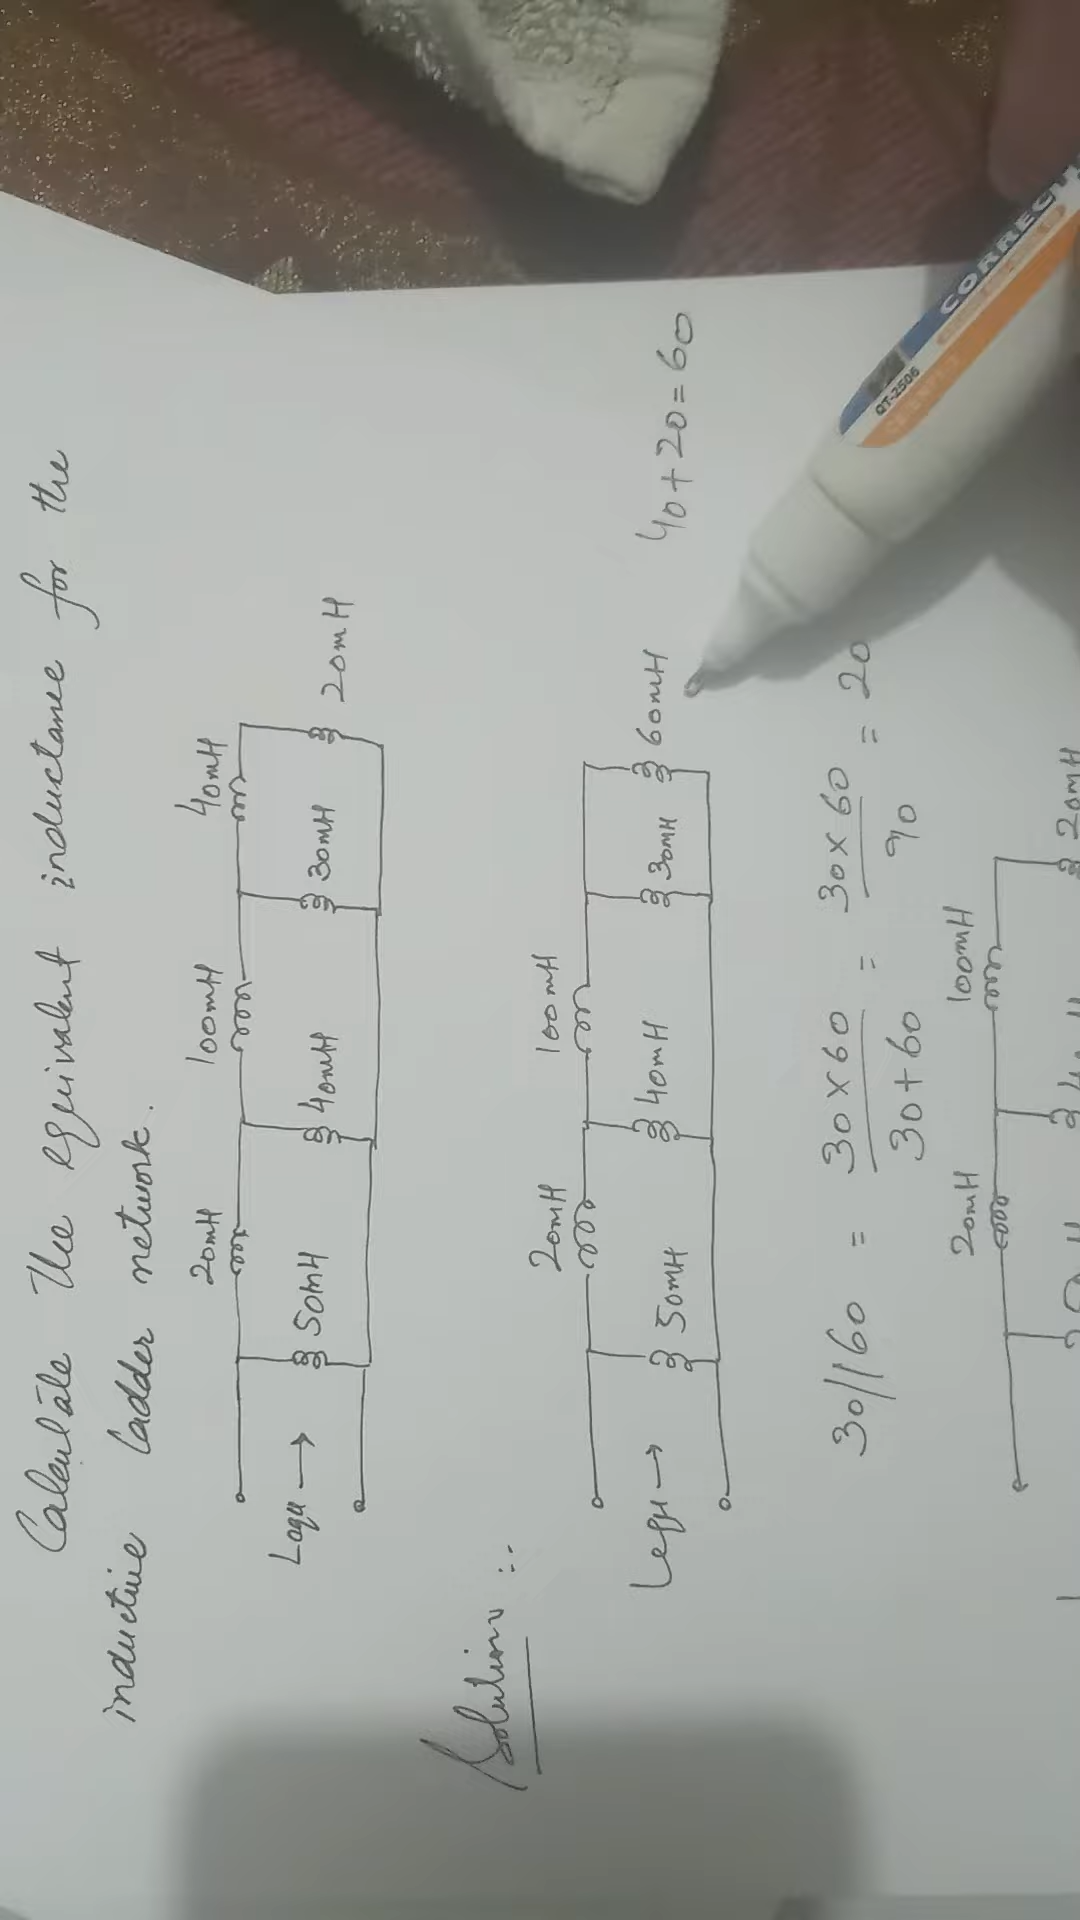 Calculate the equivalent inductance for the
inductive ladder network.
20mH 100mH 40mH
Lequ → 50mH 40mH 30mH 20mH
Solution :-
20mH 100mH
Leqn → 50mH 40mH 30mH 60mH 40+20=60
30//60 = 30×60 = 30×60 = 20
30+60 90
20mH 100mH
20mH
CORRECT
QT-2506